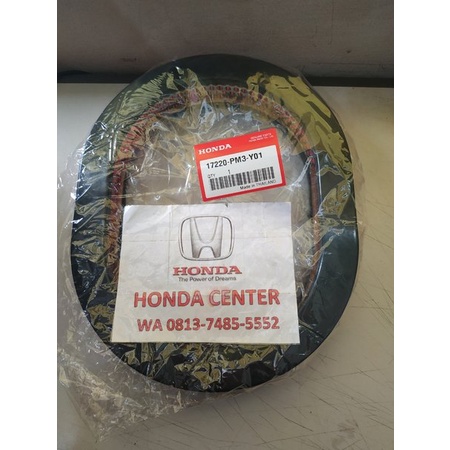 HONDA
17220-PM3-Y01
QTY 1
Made in THAILAND
HONDA
The Power of Dreams
HONDA CENTER
WA 0813-7485-5552